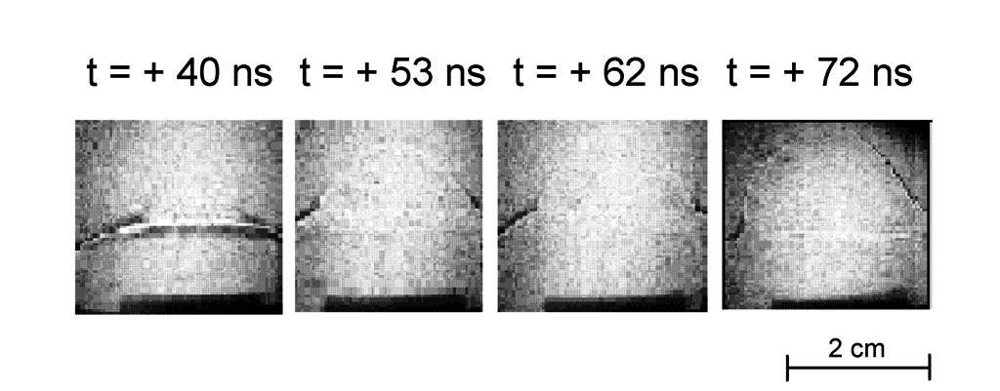 t = + 40 ns t = + 53 ns t = + 62 ns t = + 72 ns
2 cm